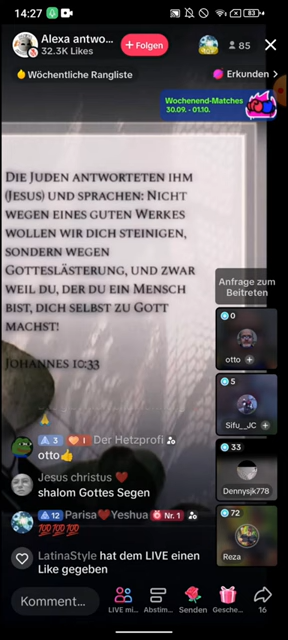 14:27
83
Alexa antwo...
32.3K Likes
+ Folgen
85
Wöchentliche Rangliste
Erkunden >
Wochenend-Matches
30.09. - 01.10.
Die Juden antworteten ihm
(Jesus) und sprachen: Nicht
wegen eines guten Werkes
wollen wir dich steinigen,
sondern wegen
Gotteslästerung, und zwar
weil du, der du ein Mensch
bist, dich selbst zu Gott
machst!
Johannes 10:33
Anfrage zum
Beitreten
0
otto
5
Sifu_JC
33
Dennysjk778
72
Reza
3 1 Der Hetzprofi
otto👍
Jesus christus ❤️
shalom Gottes Segen
12 Parisa❤️Yeshua Nr. 1
💯💯💯
LatinaStyle hat dem LIVE einen
Like gegeben
Komment...
LIVE mi...
Abstim...
Senden
Gesche...
16